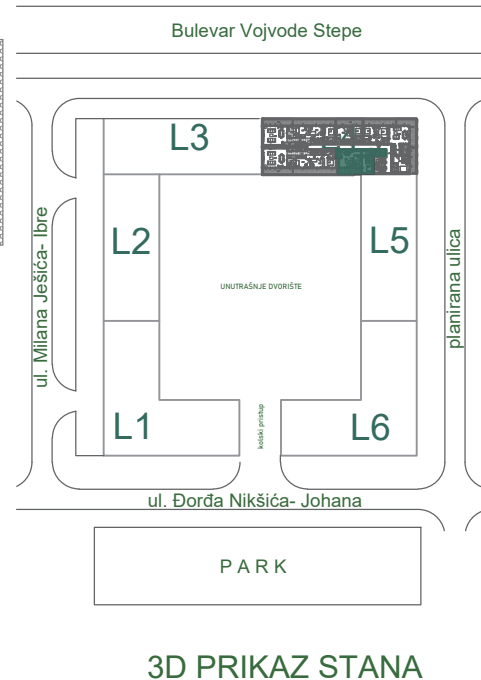 Bulevar Vojvode Stepe
L3
L2
L5
ul. Milana Ješića- Ibre
planirana ulica
UNUTRAŠNJE DVORIŠTE
L1
kolski pristup
L6
ul. Đorđa Nikšića- Johana
PARK
3D PRIKAZ STANA